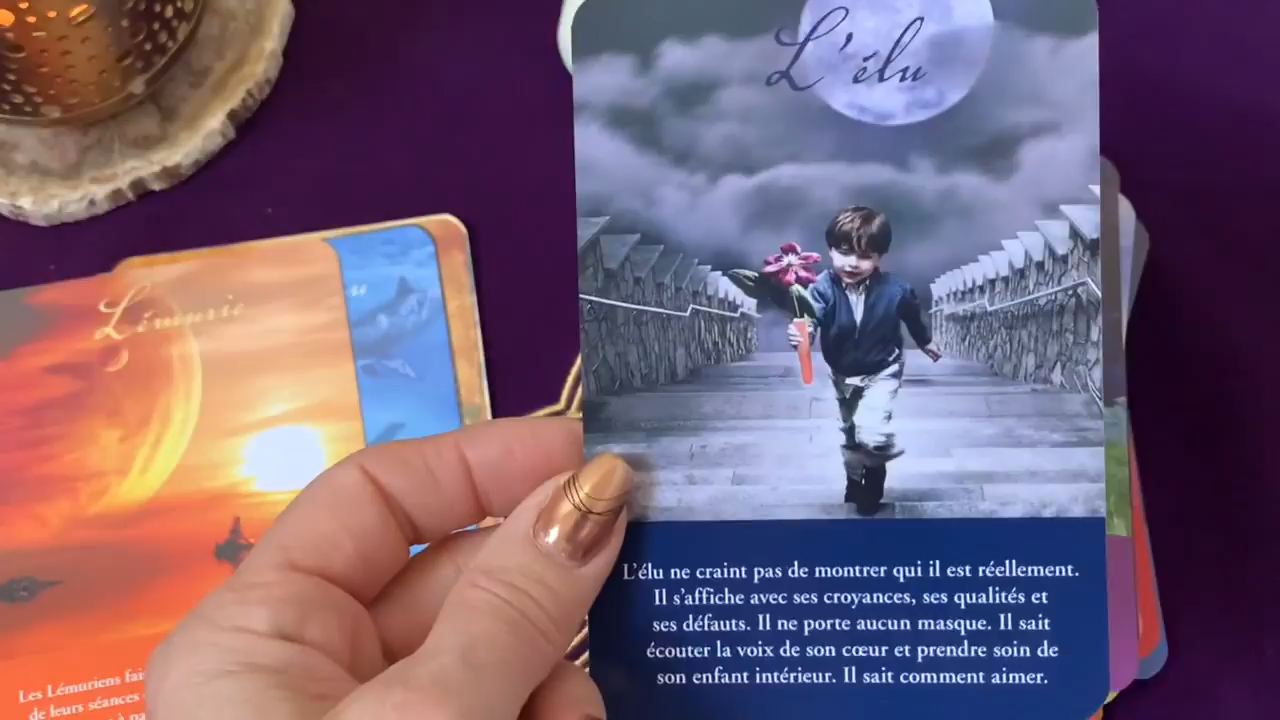 L'élu
L'élu ne craint pas de montrer qui il est réellement.
Il s'affiche avec ses croyances, ses qualités et
ses défauts. Il ne porte aucun masque. Il sait
écouter la voix de son cœur et prendre soin de
son enfant intérieur. Il sait comment aimer.
Lémurie
Les Lémuriens
de leurs séances